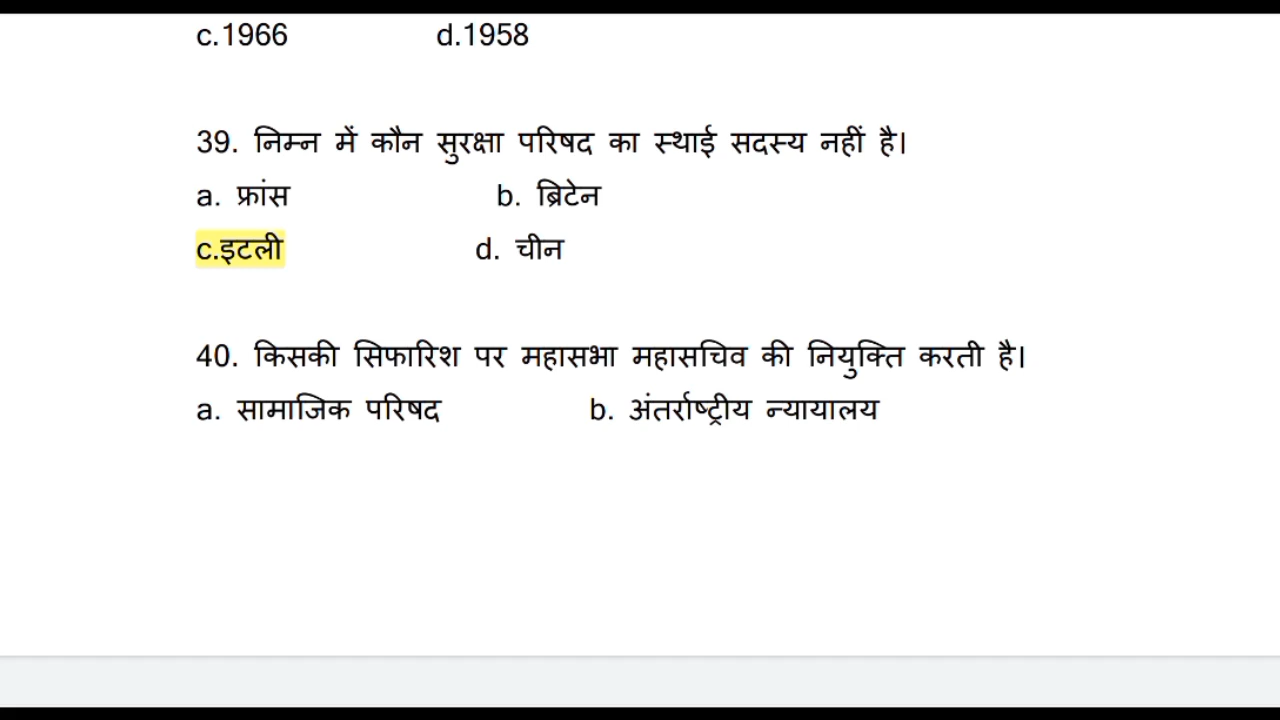 c.1966 d.1958
39. निम्न में कौन सुरक्षा परिषद का स्थाई सदस्य नहीं है।
a. फ्रांस b. ब्रिटेन
c.इटली d. चीन
40. किसकी सिफारिश पर महासभा महासचिव की नियुक्ति करती है।
a. सामाजिक परिषद b. अंतर्राष्ट्रीय न्यायालय